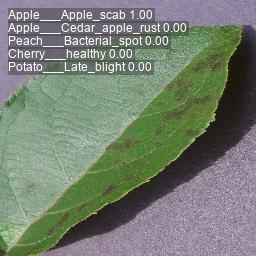 Apple___Apple_scab 1.00
Apple___Cedar_apple_rust 0.00
Peach___Bacterial_spot 0.00
Cherry___healthy 0.00
Potato___Late_blight 0.00